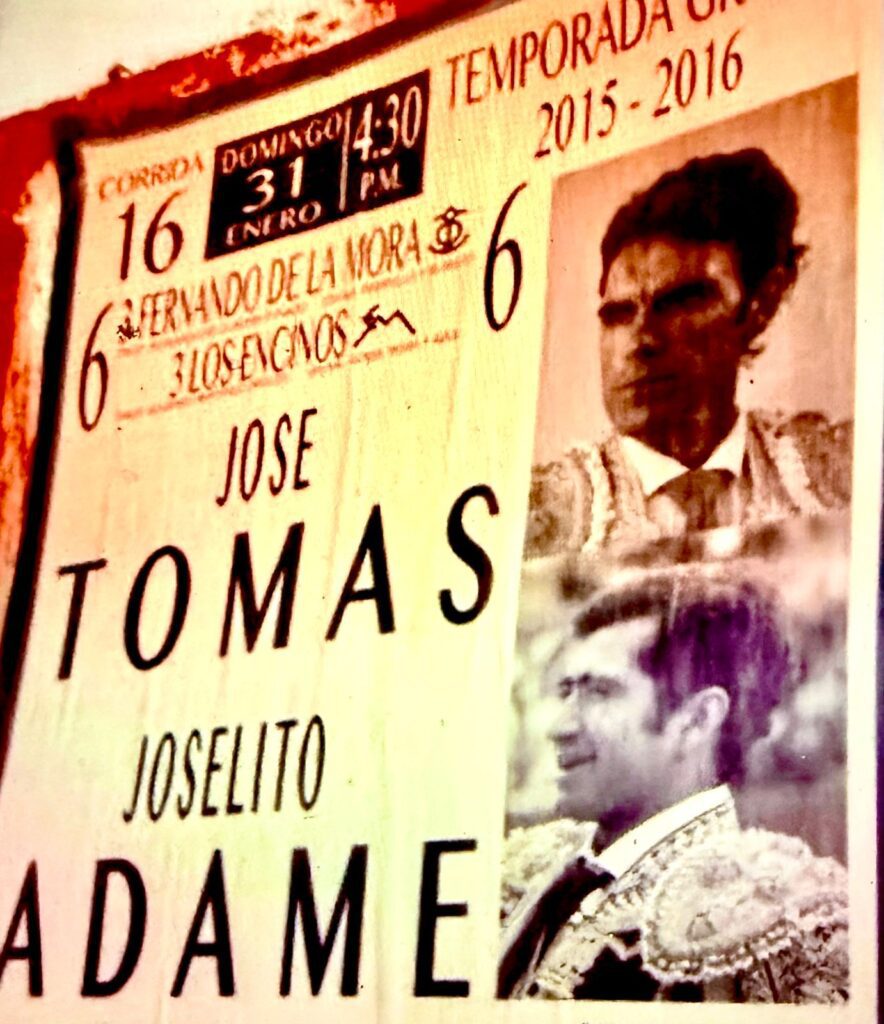 TEMPORADA
2015 - 2016
CORRIDA
16
DOMINGO
31
ENERO
4:30
P.M.
6
3 FERNANDO DE LA MORA
3 LOS ENCINOS
6
JOSE
TOMAS
JOSELITO
ADAME